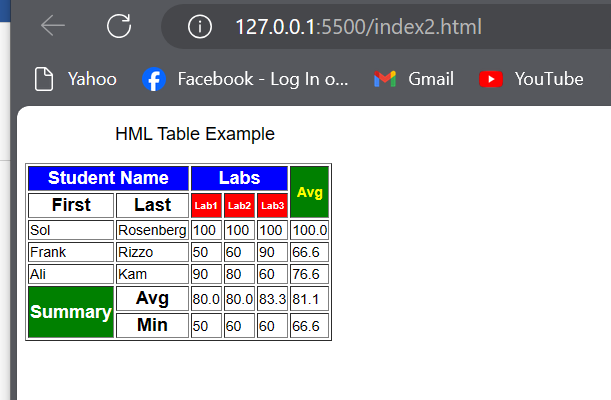 127.0.0.1:5500/index2.html
Yahoo Facebook - Log In o... Gmail YouTube
HML Table Example
Student Name Labs Avg
First Last Lab1 Lab2 Lab3
Sol Rosenberg 100 100 100 100.0
Frank Rizzo 50 60 90 66.6
Ali Kam 90 80 60 76.6
Summary Avg 80.0 80.0 83.3 81.1
Min 50 60 60 66.6